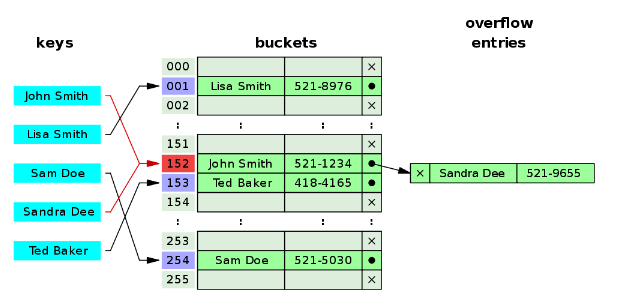 keys
buckets
overflow
entries
John Smith
Lisa Smith
Sam Doe
Sandra Dee
Ted Baker
000 ×
001 Lisa Smith 521-8976 ●
002 ×
: : :
151 ×
152 John Smith 521-1234 ●
153 Ted Baker 418-4165 ●
154 ×
: : :
253 ×
254 Sam Doe 521-5030 ●
255 ×
× Sandra Dee 521-9655